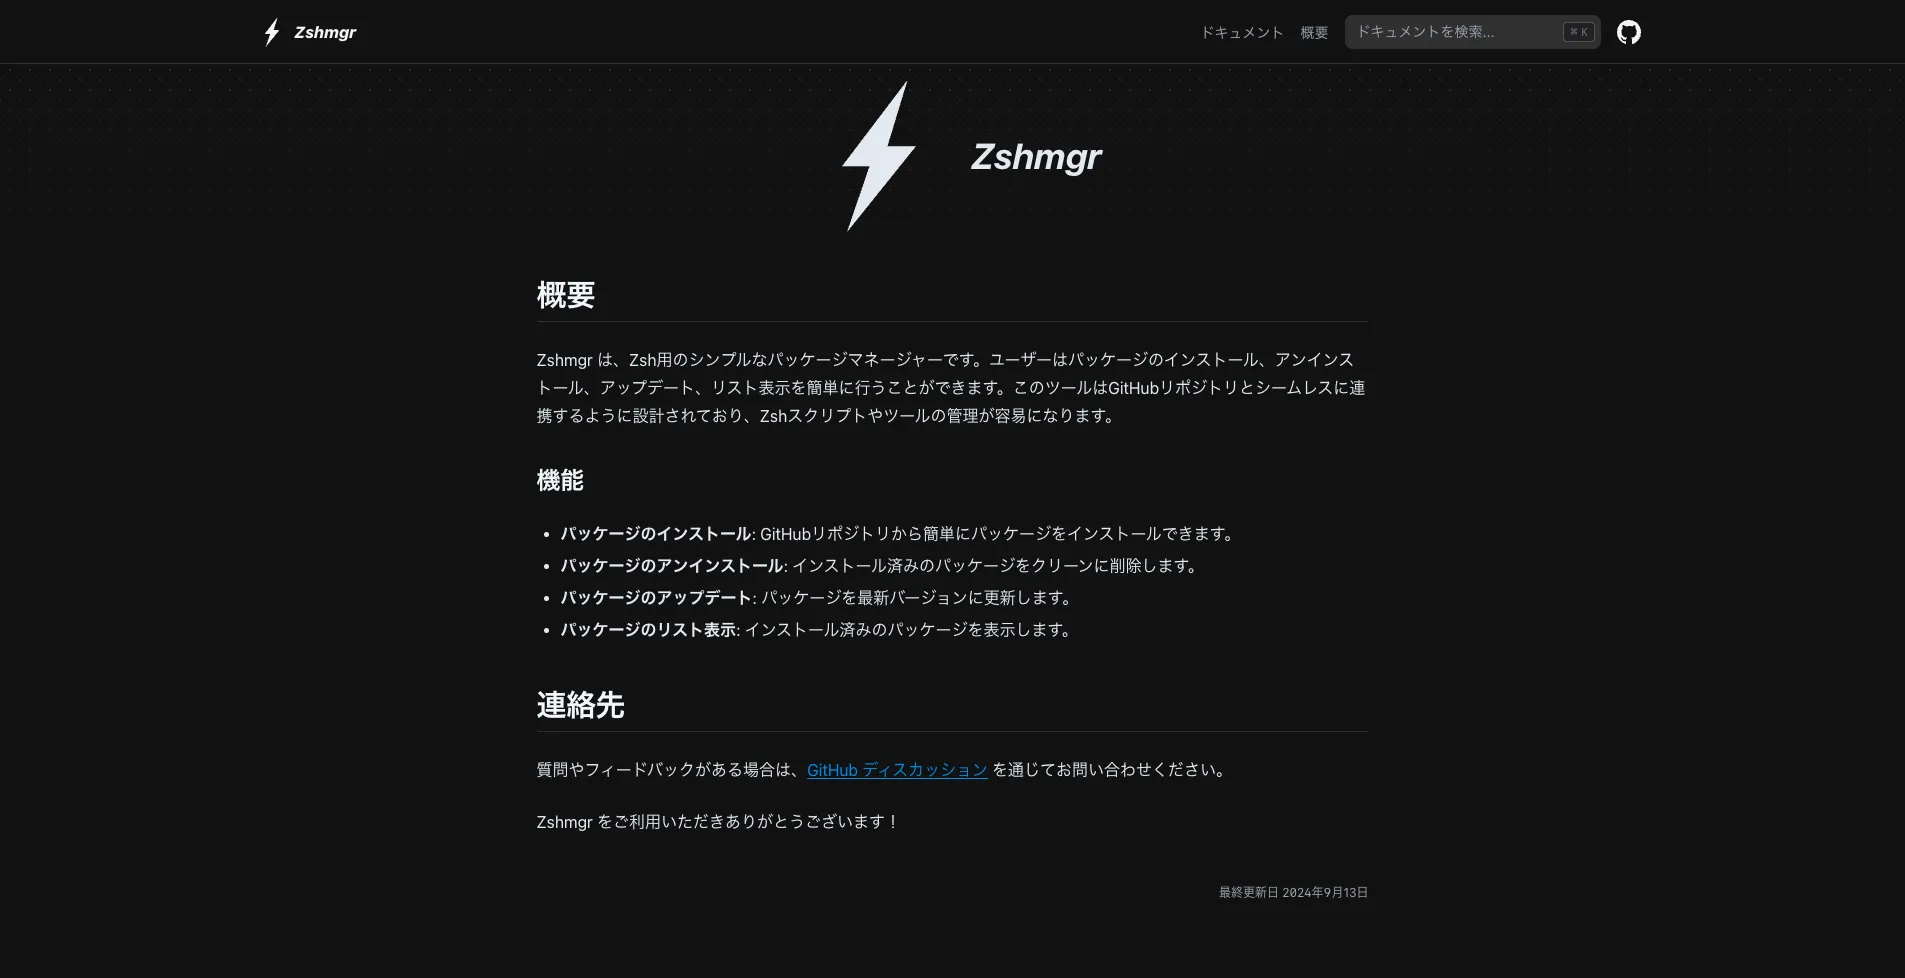 Zshmgr
ドキュメント 概要 ドキュメントを検索... ⌘ K
Zshmgr
概要
Zshmgr は、Zsh用のシンプルなパッケージマネージャーです。ユーザーはパッケージのインストール、アンインス
トール、アップデート、リスト表示を簡単に行うことができます。このツールはGitHubリポジトリとシームレスに連
携するように設計されており、Zshスクリプトやツールの管理が容易になります。
機能
• パッケージのインストール: GitHubリポジトリから簡単にパッケージをインストールできます。
• パッケージのアンインストール: インストール済みのパッケージをクリーンに削除します。
• パッケージのアップデート: パッケージを最新バージョンに更新します。
• パッケージのリスト表示: インストール済みのパッケージを表示します。
連絡先
質問やフィードバックがある場合は、GitHub ディスカッション を通じてお問い合わせください。
Zshmgr をご利用いただきありがとうございます！
最終更新日 2024年9月13日